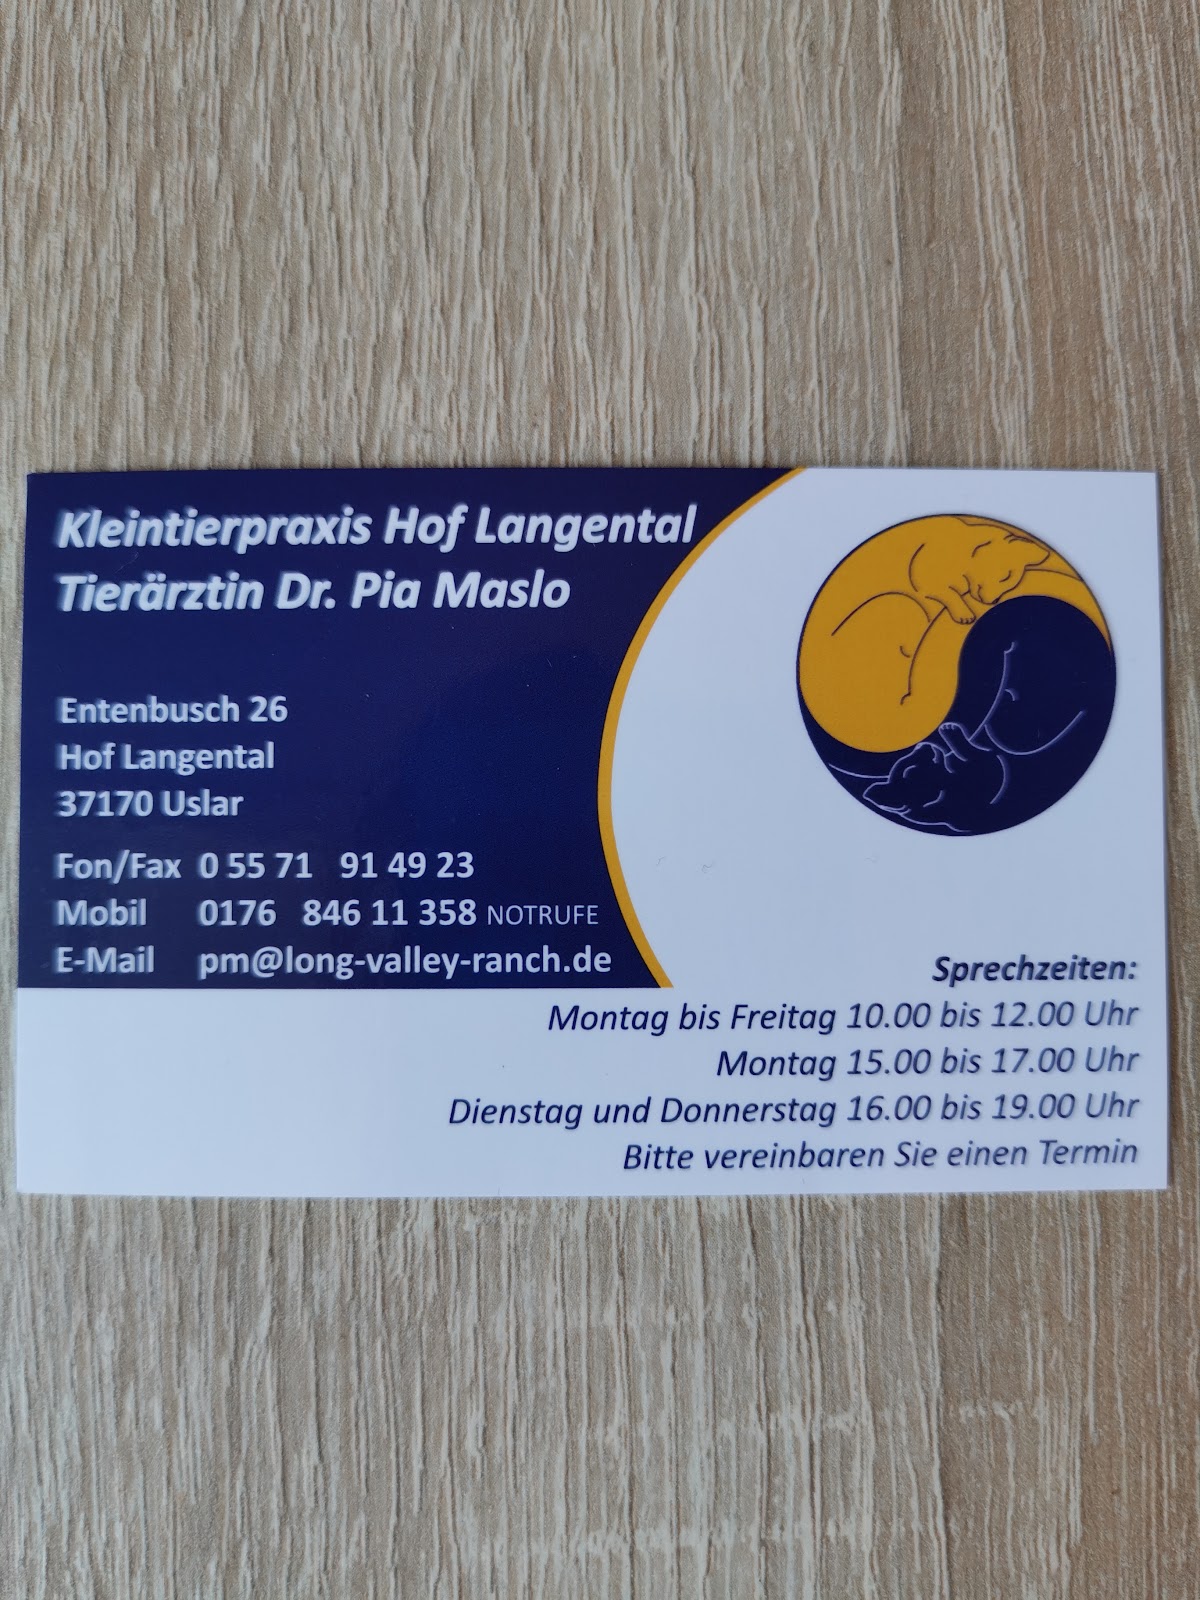 Kleintierpraxis Hof Langental
Tierärztin Dr. Pia Maslo
Entenbusch 26
Hof Langental
37170 Uslar
Fon/Fax 0 55 71 91 49 23
Mobil 0176 846 11 358 NOTRUFE
E-Mail pm@long-valley-ranch.de
Sprechzeiten:
Montag bis Freitag 10.00 bis 12.00 Uhr
Montag 15.00 bis 17.00 Uhr
Dienstag und Donnerstag 16.00 bis 19.00 Uhr
Bitte vereinbaren Sie einen Termin